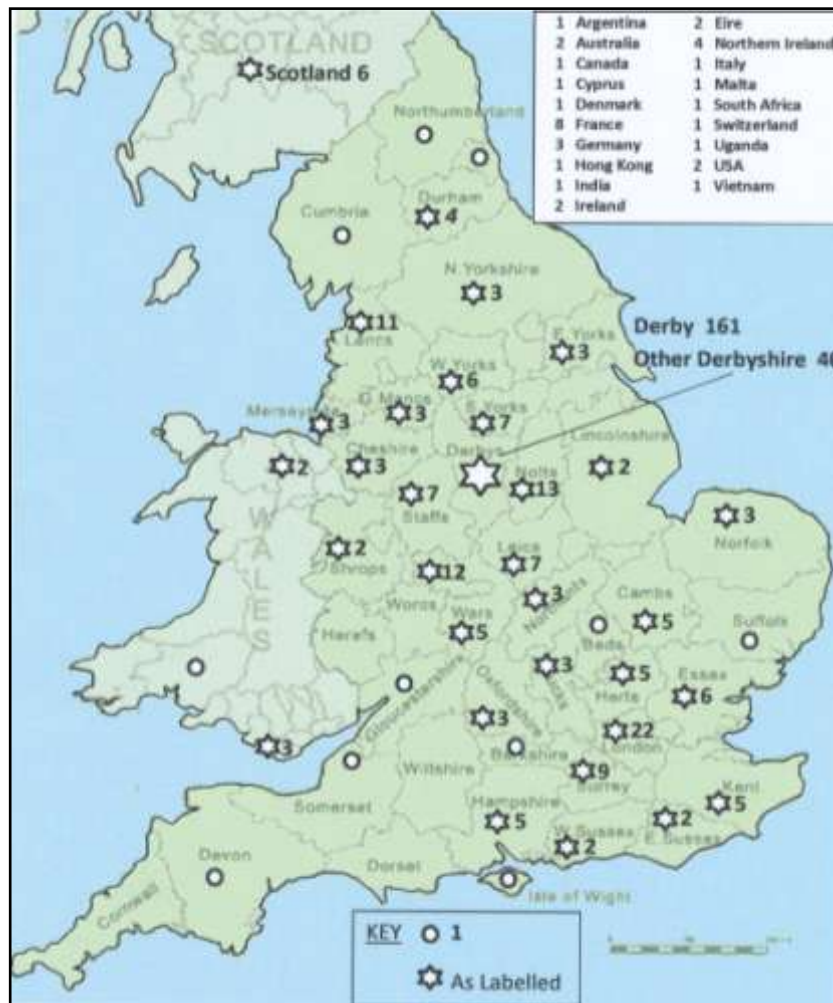 SCOTLAND
Scotland 6
1 Argentina
2 Australia
1 Canada
1 Cyprus
1 Denmark
8 France
3 Germany
1 Hong Kong
1 India
2 Ireland
2 Eire
4 Northern Ireland
1 Italy
1 Malta
1 South Africa
1 Switzerland
1 Uganda
2 USA
1 Vietnam
Northumberland
Durham
4
Cumbria
N.Yorkshire
3
11
Lancs
E.Yorks
3
Derby 161
Other Derbyshire
W.Yorks
6
G.Mancs
3
Merseyside
3
S.Yorks
7
Cheshire
3
Derbys
Lincolnshire
2
2
Notts
13
7
Staffs
3
Norfolk
WALES
2
Shrops
12
Leics
7
3
Northants
Worcs
Cambs
5
Herefs
Wars
5
Beds
Suffolk
Gloucestershire
Oxfordshire
3
Bucks
5
Herts
Essex
6
3
22
London
3
Berkshire
Wiltshire
9
Surrey
Kent
5
Somerset
Hampshire
5
W.Sussex
2
2
E.Sussex
Devon
Dorset
Cornwall
Isle of Wight
KEY 1
As Labelled